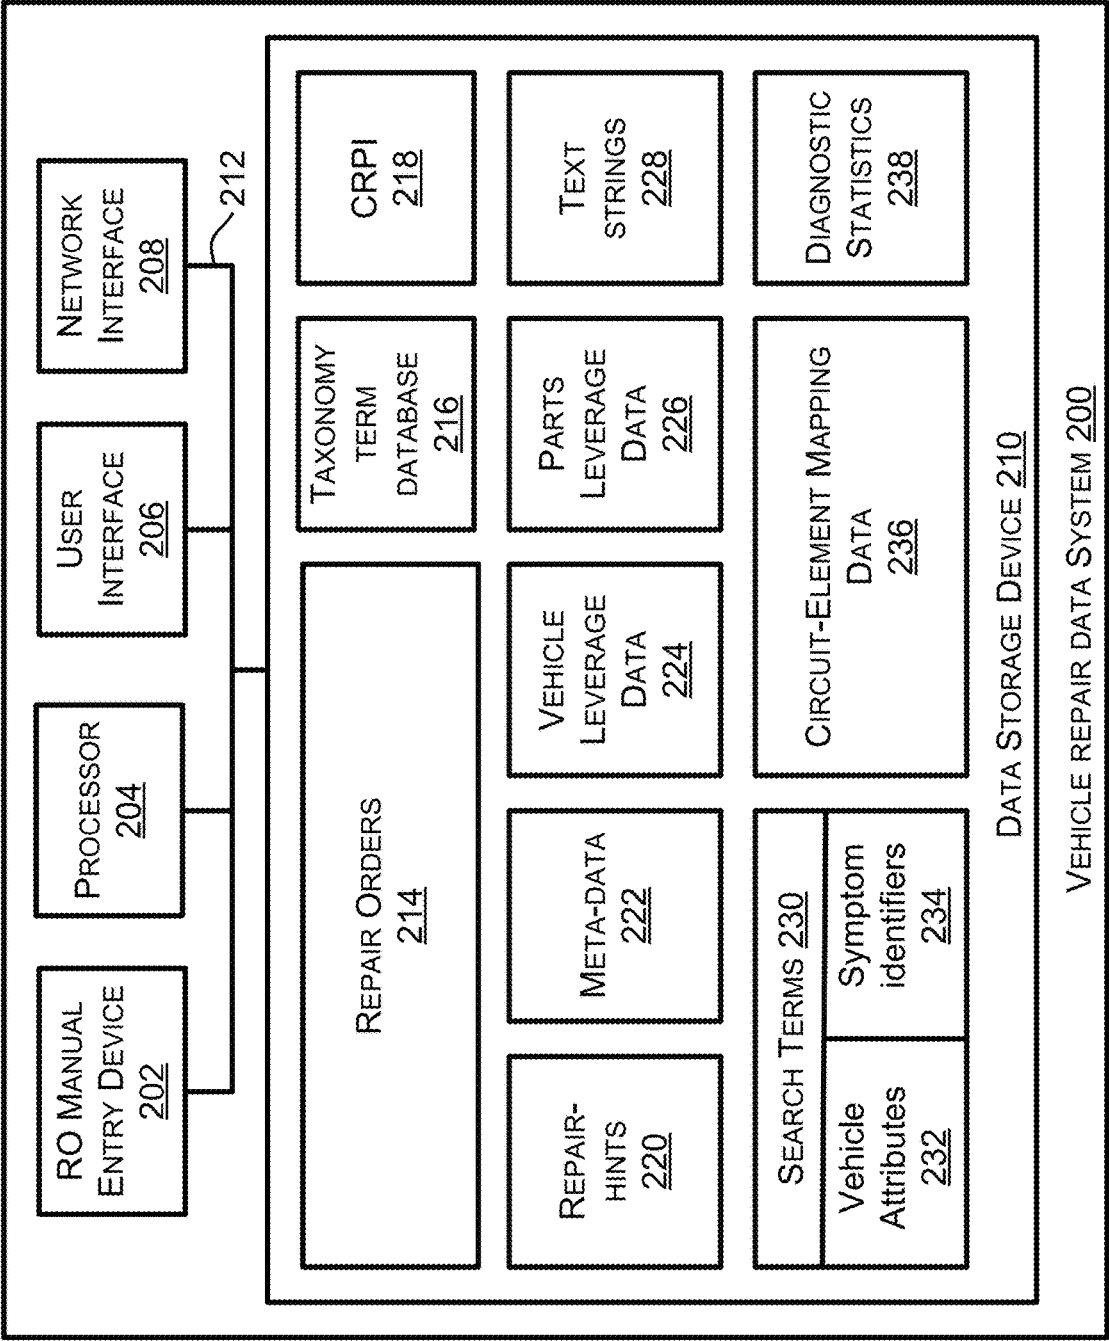 RO MANUAL
ENTRY DEVICE
202
PROCESSOR
204
USER
INTERFACE
206
NETWORK
INTERFACE
208
212
REPAIR ORDERS
214
TAXONOMY
TERM
DATABASE
216
CRPI
218
REPAIR-
HINTS
220
META-DATA
222
VEHICLE
LEVERAGE
DATA
224
PARTS
LEVERAGE
DATA
226
TEXT
STRINGS
228
SEARCH TERMS 230
Vehicle
Attributes
232
Symptom
identifiers
234
CIRCUIT-ELEMENT MAPPING
DATA
236
DIAGNOSTIC
STATISTICS
238
DATA STORAGE DEVICE 210
VEHICLE REPAIR DATA SYSTEM 200